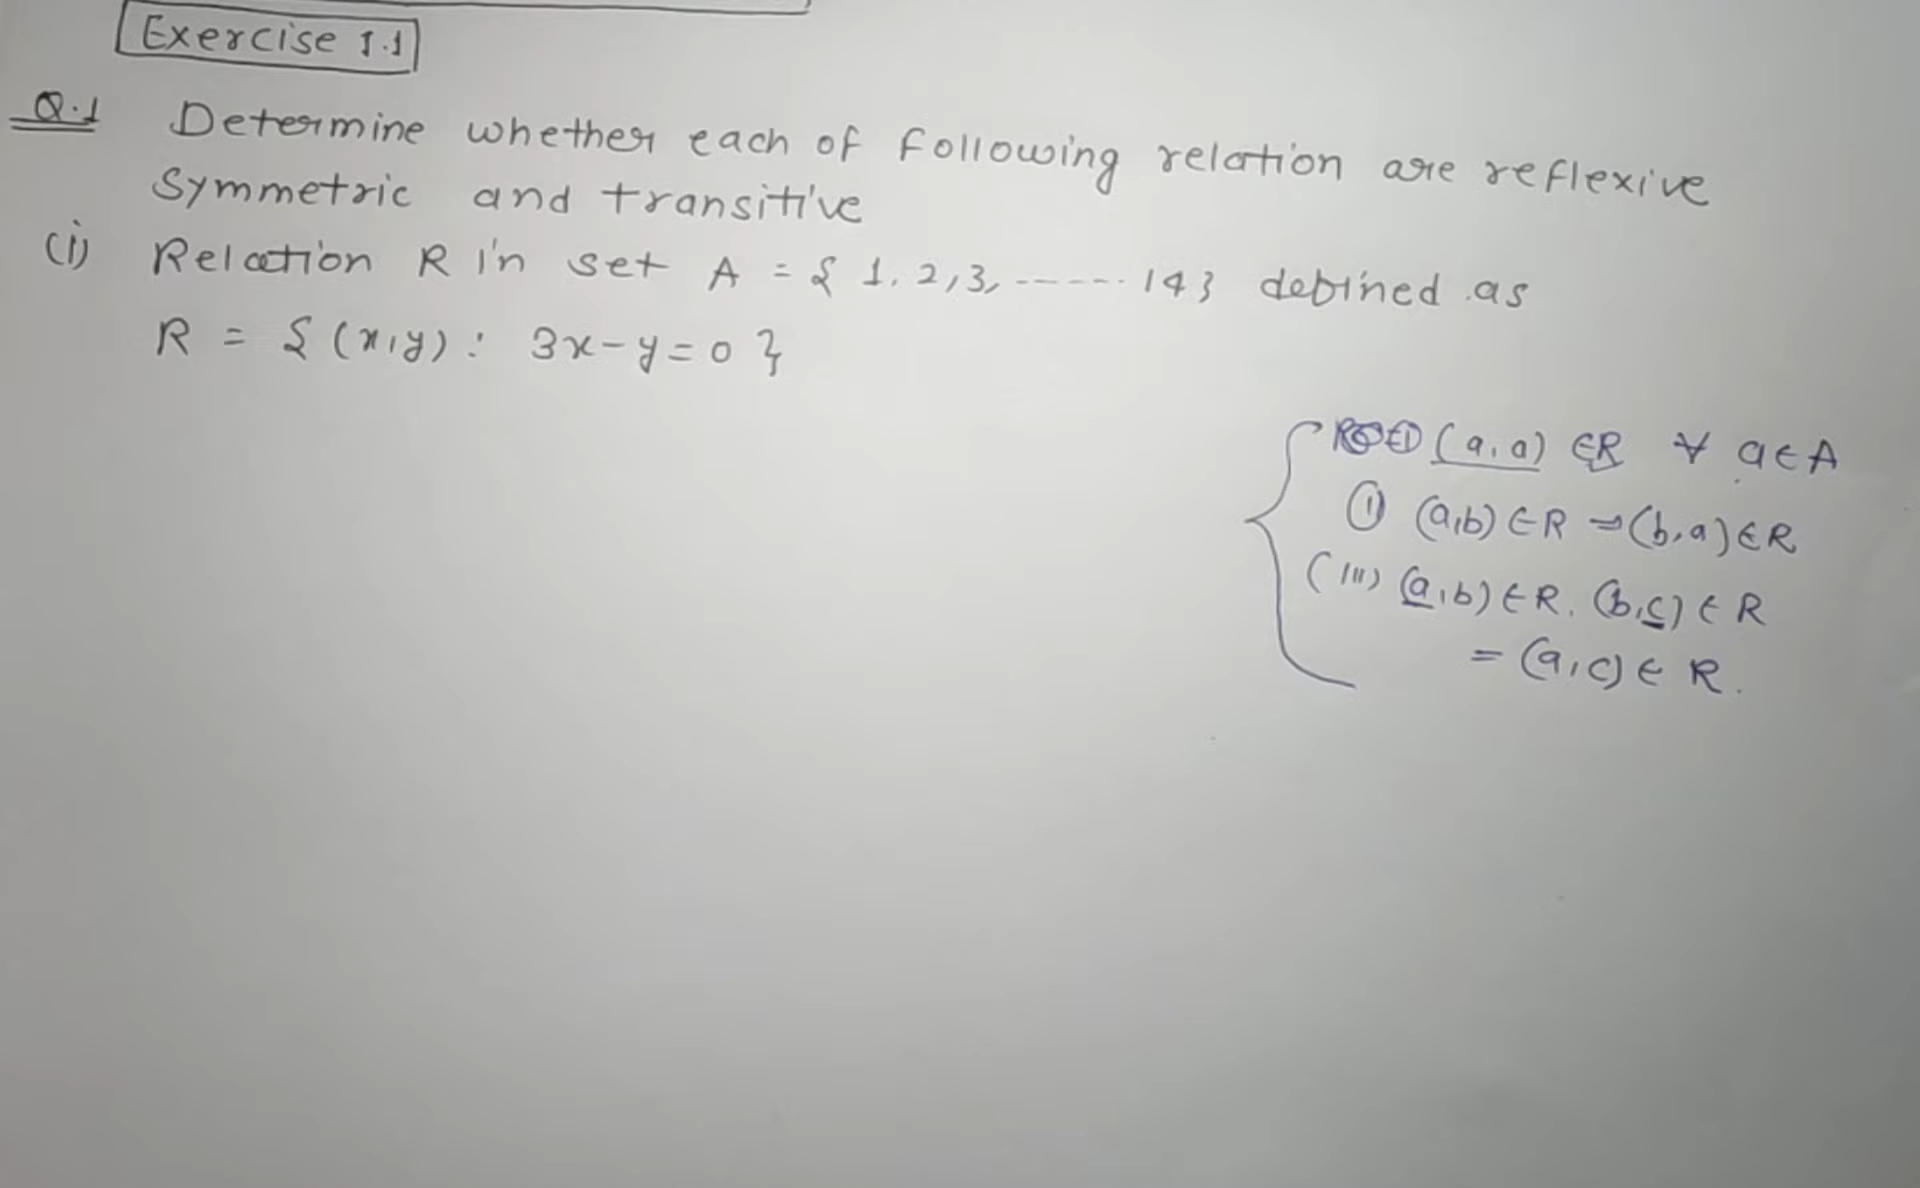 Exercise 1.1
Q.1 Determine whether each of following relation are reflexive
Symmetric and transitive
(i) Relation R in set A = { 1, 2, 3, ------ 14 } defined as
R = { (x, y) : 3x - y = 0 }
(a, a) ∈ R ∀ a ∈ A
(a, b) ∈ R → (b, a) ∈ R
(III) (a, b) ∈ R, (b, c) ∈ R
= (a, c) ∈ R.